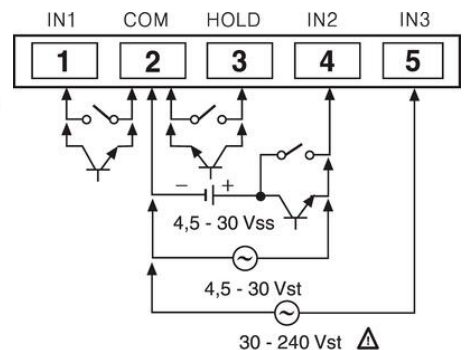 IN1 COM HOLD IN2 IN3
1 2 3 4 5
− +
4,5 - 30 Vss
4,5 - 30 Vst
30 - 240 Vst ⚠